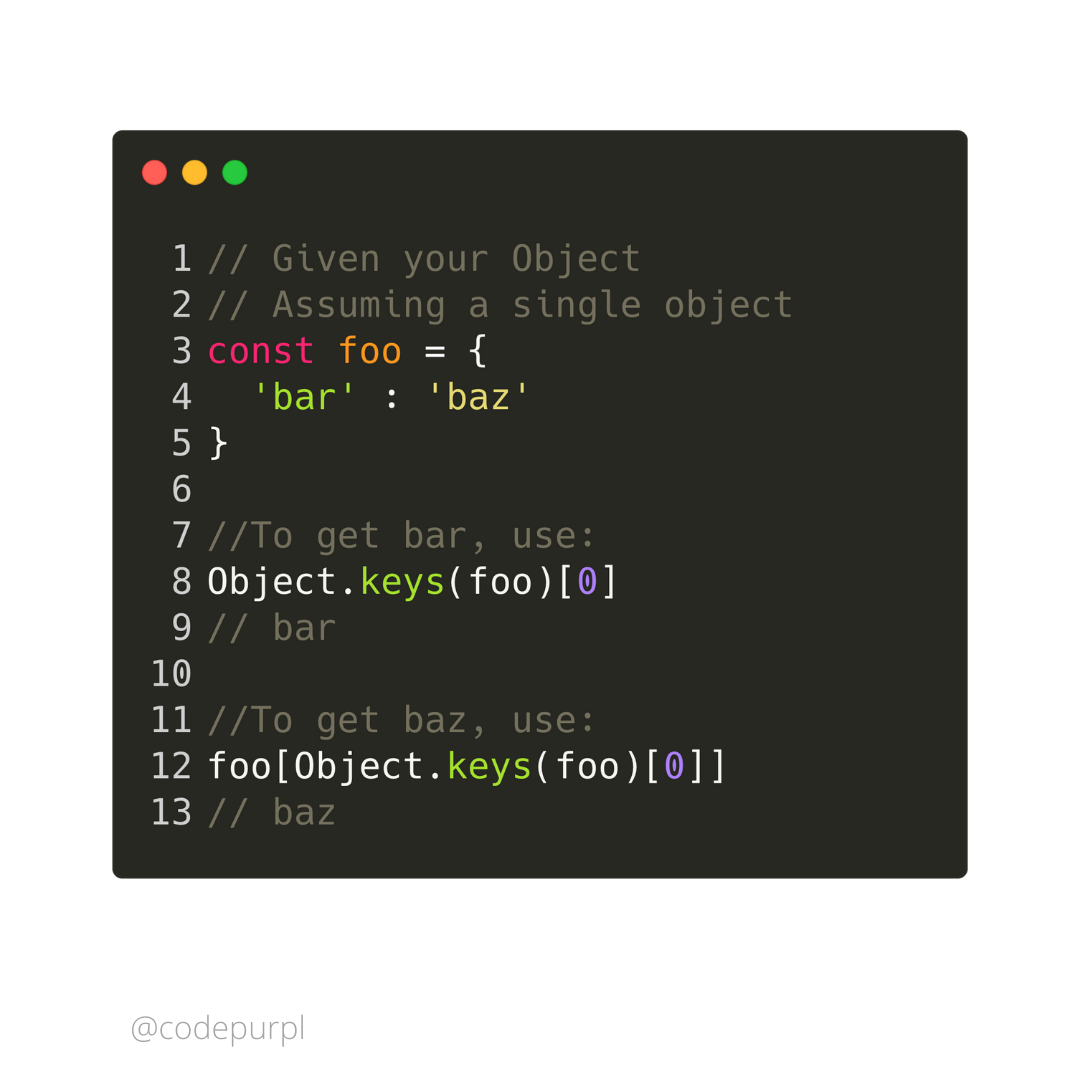 1 // Given your Object
2 // Assuming a single object
3 const foo = {
4   'bar' : 'baz'
5 }
6
7 //To get bar, use:
8 Object.keys(foo)[0]
9 // bar
10
11 //To get baz, use:
12 foo[Object.keys(foo)[0]]
13 // baz
@codepurpl